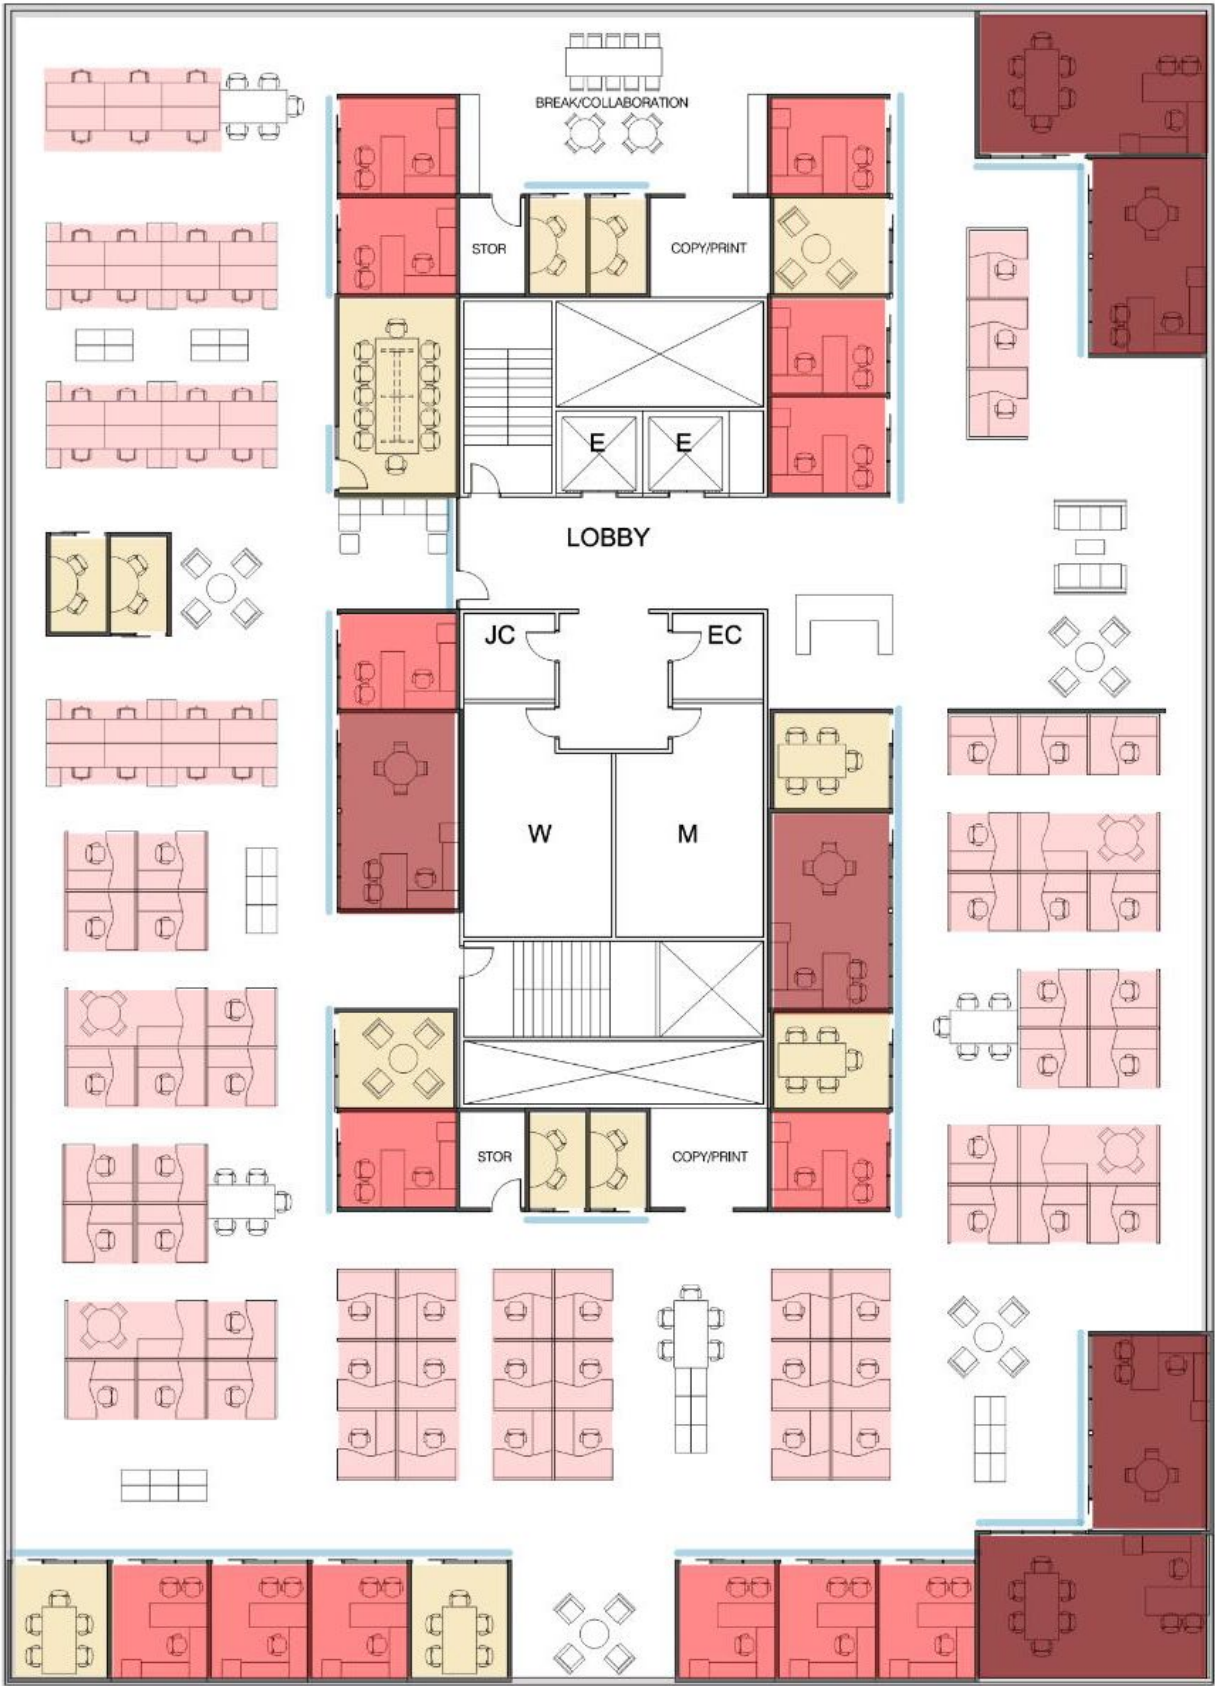 BREAK/COLLABORATION
STOR
COPY/PRINT
E
E
LOBBY
JC
EC
W
M
STOR
COPY/PRINT